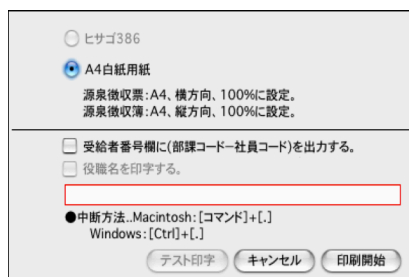 ヒサゴ386
A4白紙用紙
源泉徴収票:A4、横方向、100%に設定。
源泉徴収簿:A4、縦方向、100%に設定。
受給者番号欄に(部課コードー社員コード)を出力する。
役職名を印字する。
●中断方法..Macintosh:[コマンド]+[.]
Windows:[Ctrl]+[.]
テスト印字 キャンセル 印刷開始